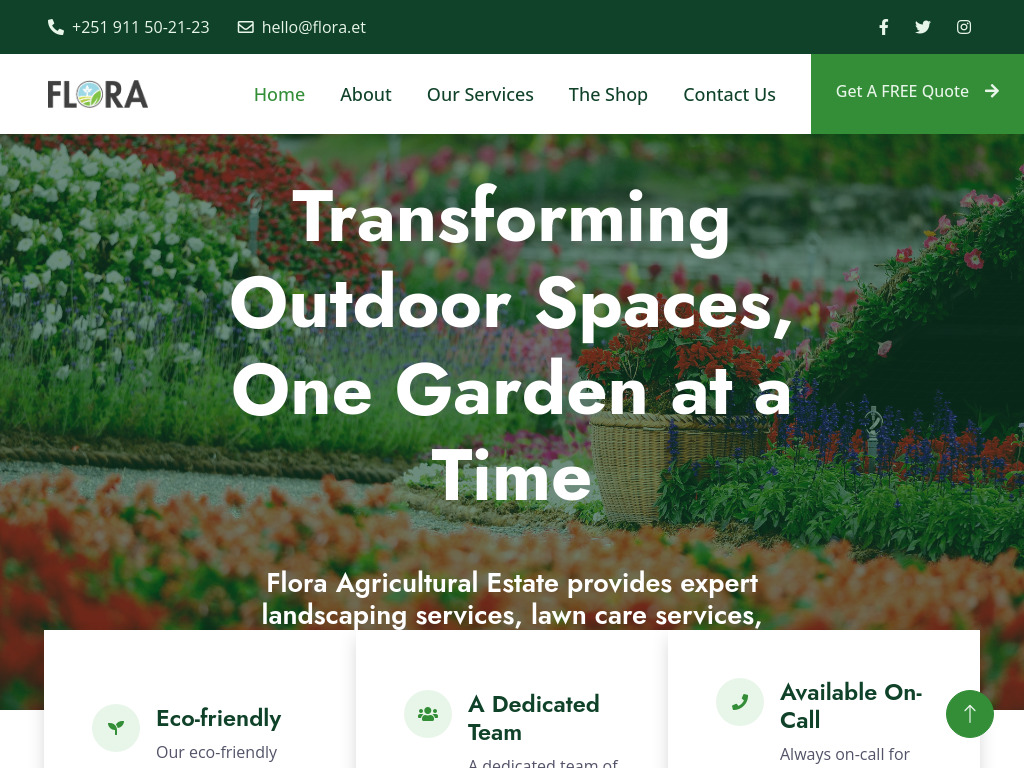 +251 911 50-21-23
hello@flora.et
FLORA
Home
About
Our Services
The Shop
Contact Us
Get A FREE Quote
Transforming
Outdoor Spaces,
One Garden at a
Time
Flora Agricultural Estate provides expert
landscaping services, lawn care services,
Eco-friendly
Our eco-friendly
A Dedicated
Team
A dedicated team of
Available On-
Call
Always on-call for